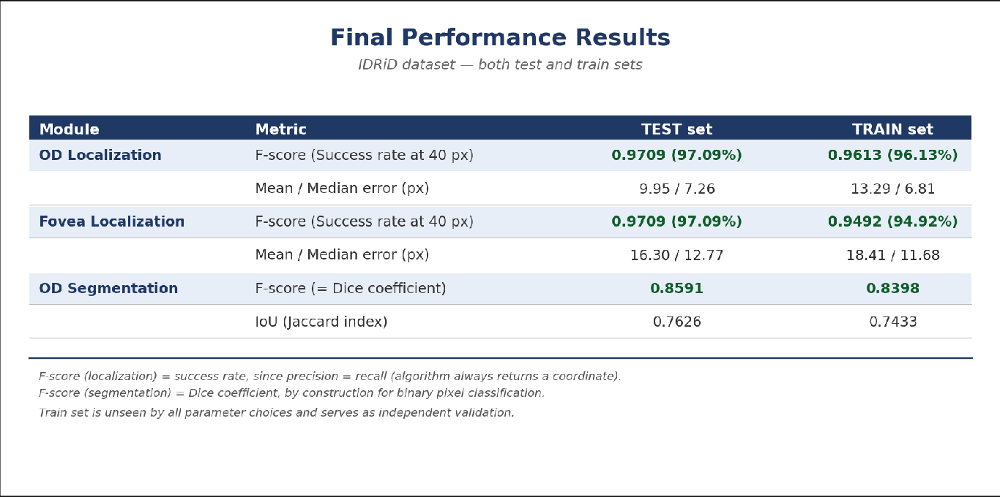 Final Performance Results
IDRiD dataset — both test and train sets
Module Metric TEST set TRAIN set
OD Localization F-score (Success rate at 40 px) 0.9709 (97.09%) 0.9613 (96.13%)
Mean / Median error (px) 9.95 / 7.26 13.29 / 6.81
Fovea Localization F-score (Success rate at 40 px) 0.9709 (97.09%) 0.9492 (94.92%)
Mean / Median error (px) 16.30 / 12.77 18.41 / 11.68
OD Segmentation F-score (= Dice coefficient) 0.8591 0.8398
IoU (Jaccard index) 0.7626 0.7433
F-score (localization) = success rate, since precision = recall (algorithm always returns a coordinate).
F-score (segmentation) = Dice coefficient, by construction for binary pixel classification.
Train set is unseen by all parameter choices and serves as independent validation.